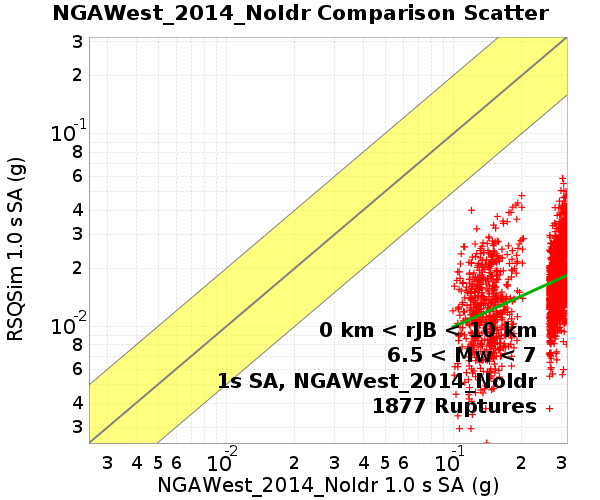 NGAWest_2014_NoIdr Comparison Scatter
3
2
10-1
8
6
4
3
2
10-2
8
6
4
3
RSQSim 1.0 s SA (g)
0 km < rJB < 10 km
6.5 < Mw < 7
1s SA, NGAWest_2014_NoIdr
1877 Ruptures
3 4 5 6 10-2 2 3 4 5 6 10-1 2 3
NGAWest_2014_NoIdr 1.0 s SA (g)